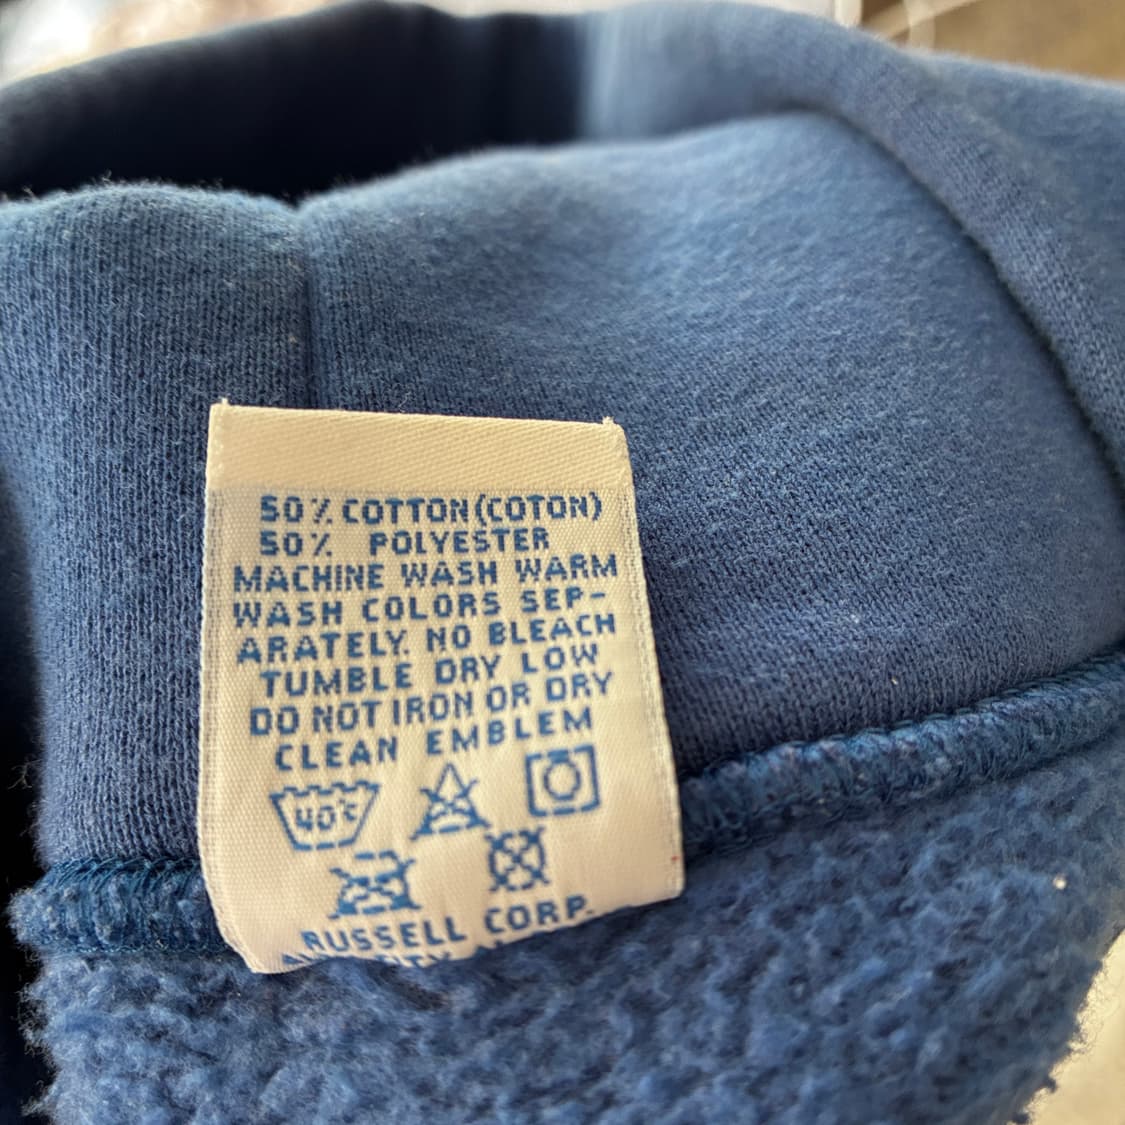 50% COTTON (COTON)
50% POLYESTER
MACHINE WASH WARM
WASH COLORS SEP-
ARATELY. NO BLEACH
TUMBLE DRY LOW
DO NOT IRON OR DRY
CLEAN EMBLEM
40°C
RUSSELL CORP.